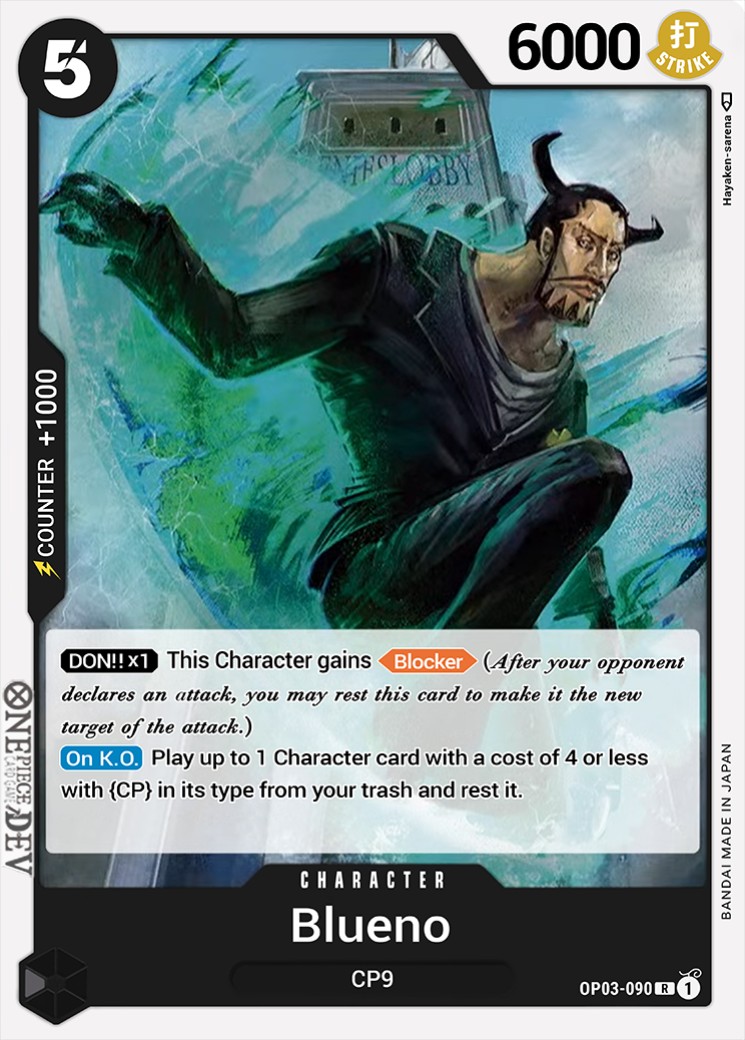 5
6000
打
STRIKE
Hayaken-sarena
ENIESLOBBY
COUNTER +1000
DON!! x1 This Character gains Blocker (After your opponent
declares an attack, you may rest this card to make it the new
target of the attack.)
On K.O. Play up to 1 Character card with a cost of 4 or less
with {CP} in its type from your trash and rest it.
ONE PIECE
CARD GAME
.DEV
BANDAI MADE IN JAPAN
CHARACTER
Blueno
CP9
OP03-090 R 1